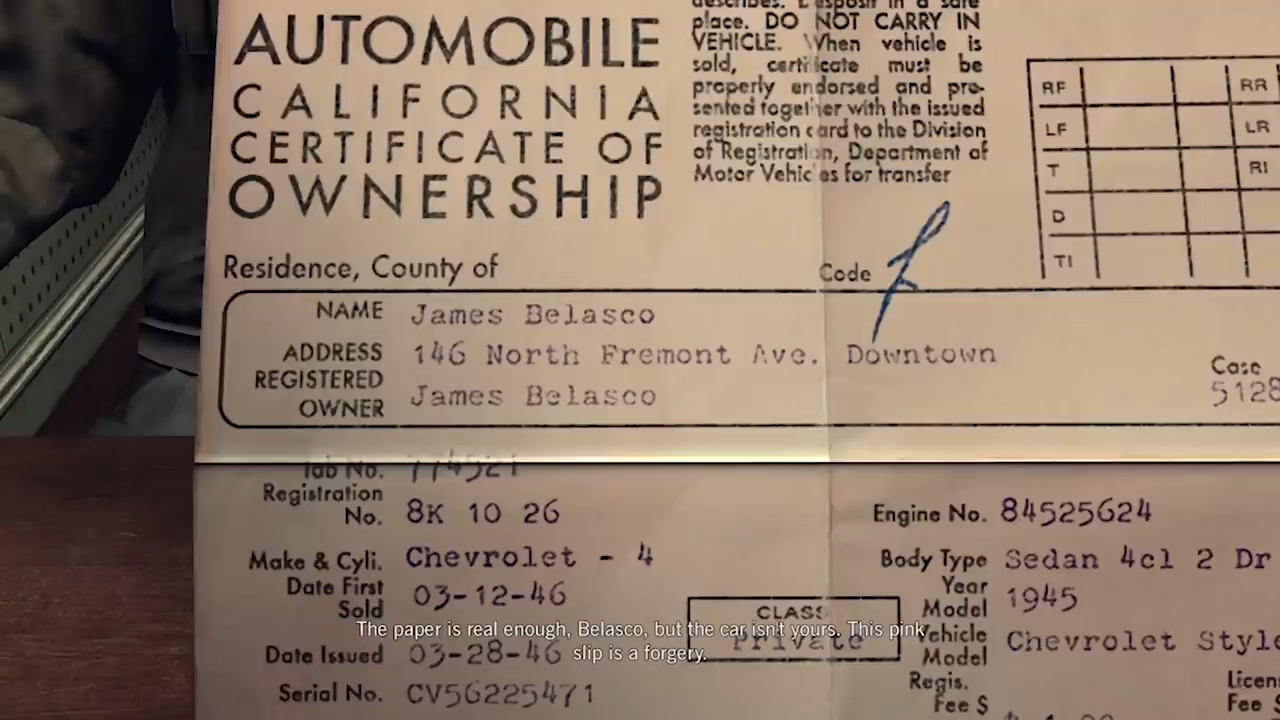 AUTOMOBILE
CALIFORNIA
CERTIFICATE OF
OWNERSHIP
place. DO NOT CARRY IN
VEHICLE. When vehicle is
sold, certificate must be
properly endorsed and pre-
sented together with the issued
registration card to the Division
of Registration, Department of
Motor Vehicles for transfer
RF RR
LF LR
T RI
D
TI
Residence, County of
Code
NAME James Belasco
ADDRESS 146 North Fremont Ave. Downtown
REGISTERED OWNER James Belasco
Case
5128
Tab No. 774521
Registration No. 8K 10 26
Engine No. 84525624
Make & Cyli. Chevrolet - 4
Body Type Sedan 4cl 2 Dr
Date First Sold 03-12-46
Year Model 1945
CLASS
Private
Vehicle Model Chevrolet Style
Date Issued 03-28-46
Regis. Fee $
Serial No. CV56225471
The paper is real enough, Belasco, but the car isn't yours. This pink
slip is a forgery.